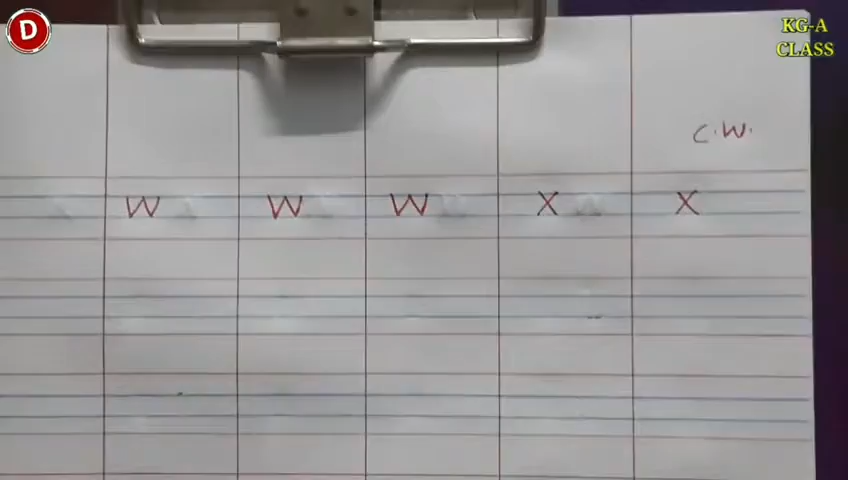 D
KG-A
CLASS
C.W.
W W W X X